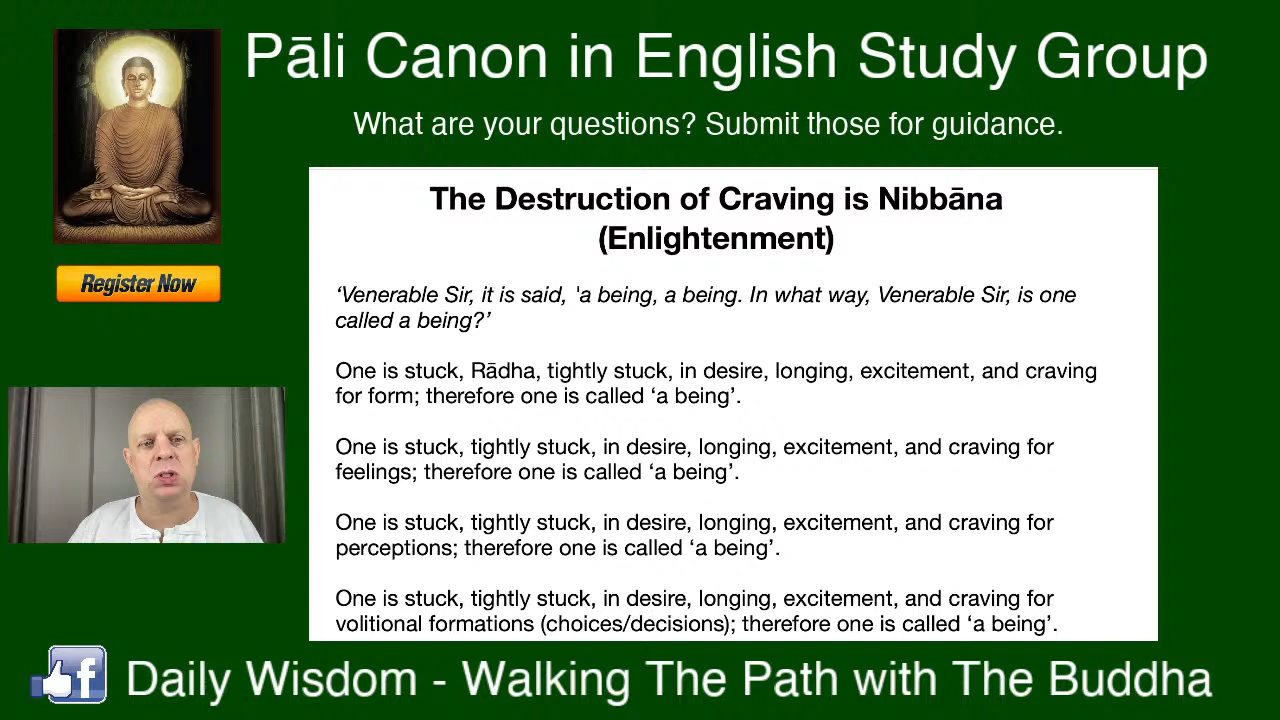 Pāli Canon in English Study Group
What are your questions? Submit those for guidance.
Register Now
The Destruction of Craving is Nibbāna
(Enlightenment)
‘Venerable Sir, it is said, 'a being, a being. In what way, Venerable Sir, is one
called a being?’
One is stuck, Rādha, tightly stuck, in desire, longing, excitement, and craving
for form; therefore one is called ‘a being’.
One is stuck, tightly stuck, in desire, longing, excitement, and craving for
feelings; therefore one is called ‘a being’.
One is stuck, tightly stuck, in desire, longing, excitement, and craving for
perceptions; therefore one is called ‘a being’.
One is stuck, tightly stuck, in desire, longing, excitement, and craving for
volitional formations (choices/decisions); therefore one is called ‘a being’.
f
Daily Wisdom - Walking The Path with The Buddha